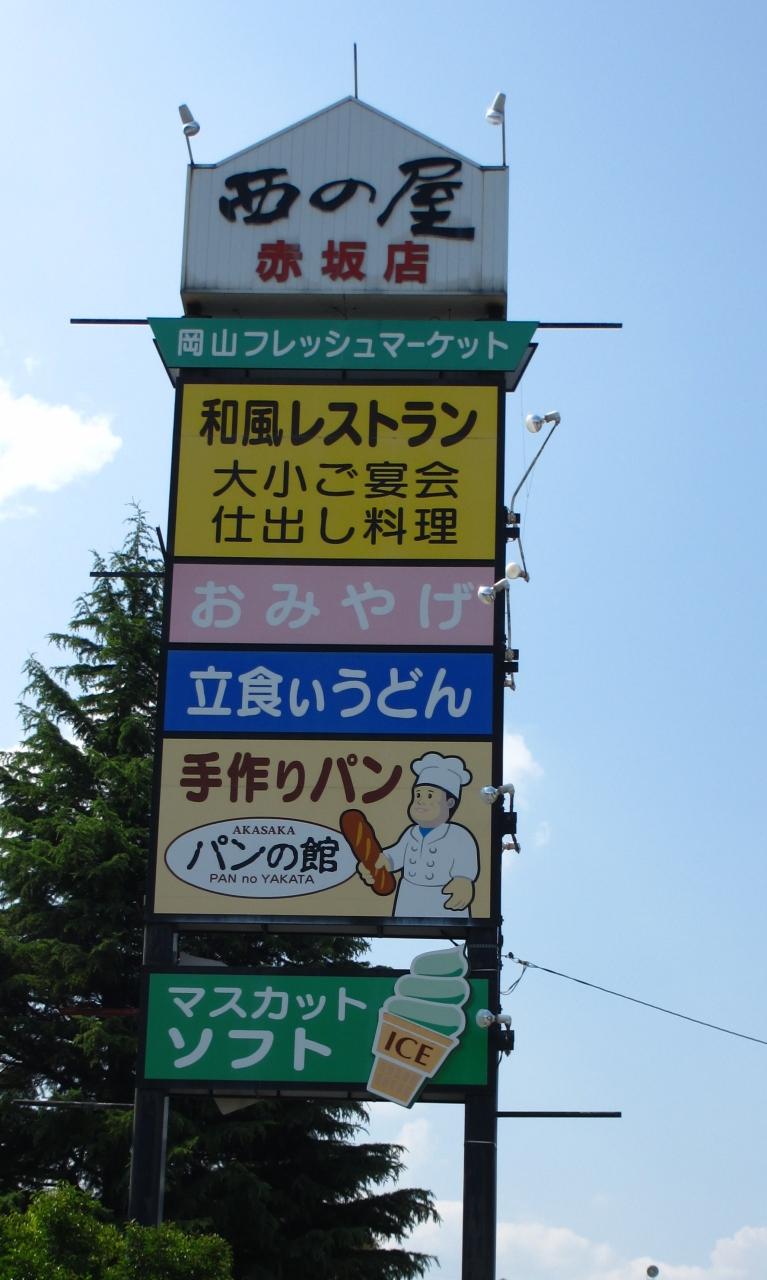 西の屋
赤坂店
岡山フレッシュマーケット
和風レストラン
大小ご宴会
仕出し料理
おみやげ
立食いうどん
手作りパン
AKASAKA
パンの館
PAN no YAKATA
マスカット
ソフト
ICE